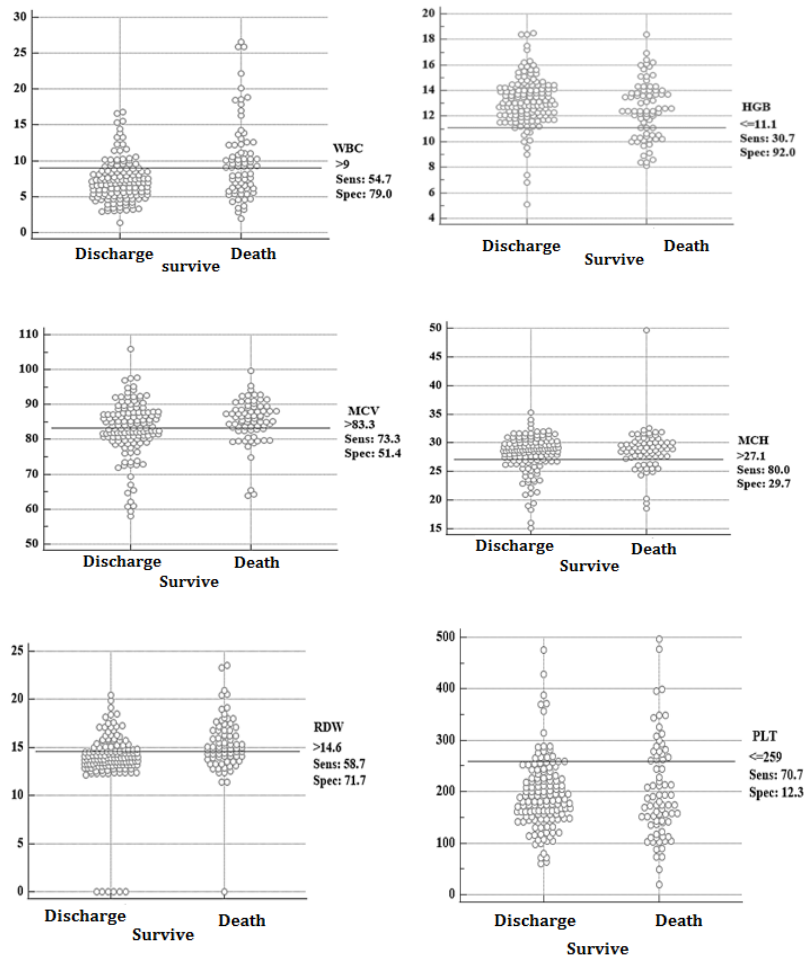 30
25
20
15
10
5
0
WBC
>9
Sens: 54.7
Spec: 79.0
Discharge Death
survive
20
18
16
14
12
10
8
6
4
HGB
<=11.1
Sens: 30.7
Spec: 92.0
Discharge Death
Survive
110
100
90
80
70
60
50
MCV
>83.3
Sens: 73.3
Spec: 51.4
Discharge Death
Survive
50
45
40
35
30
25
20
15
MCH
>27.1
Sens: 80.0
Spec: 29.7
Discharge Death
Survive
25
20
15
10
5
0
RDW
>14.6
Sens: 58.7
Spec: 71.7
Discharge Death
Survive
500
400
300
200
100
0
PLT
<=259
Sens: 70.7
Spec: 12.3
Discharge Death
Survive